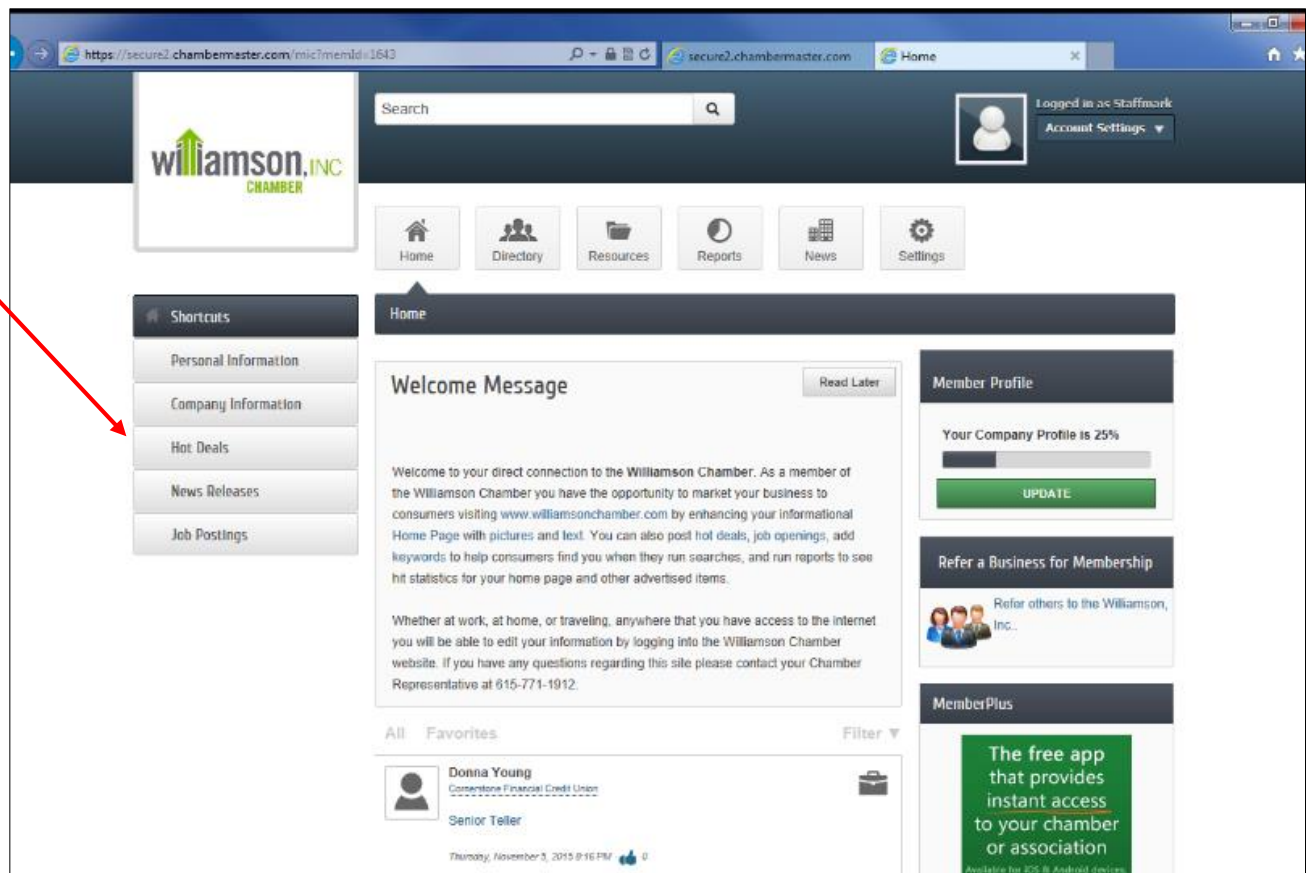 https://secure2.chambermaster.com/mic?memId=1643
secure2.chambermaster.com
Home
williamson, INC
CHAMBER
Search
Logged in as Staffmark
Account Settings
Home
Directory
Resources
Reports
News
Settings
Shortcuts
Personal Information
Company Information
Hot Deals
News Releases
Job Postings
Home
Welcome Message
Read Later
Welcome to your direct connection to the Williamson Chamber. As a member of
the Williamson Chamber you have the opportunity to market your business to
consumers visiting www.williamsonchamber.com by enhancing your informational
Home Page with pictures and text. You can also post hot deals, job openings, add
keywords to help consumers find you when they run searches, and run reports to see
hit statistics for your home page and other advertised items.
Whether at work, at home, or traveling, anywhere that you have access to the internet
you will be able to edit your information by logging into the Williamson Chamber
website. If you have any questions regarding this site please contact your Chamber
Representative at 615-771-1912.
All Favorites
Filter
Donna Young
Cornerstone Financial Credit Union
Senior Teller
Thursday, November 5, 2015 8:16 PM 0
Member Profile
Your Company Profile is 25%
UPDATE
Refer a Business for Membership
Refer others to the Williamson,
Inc..
MemberPlus
The free app
that provides
instant access
to your chamber
or association
Available for iOS & Android devices